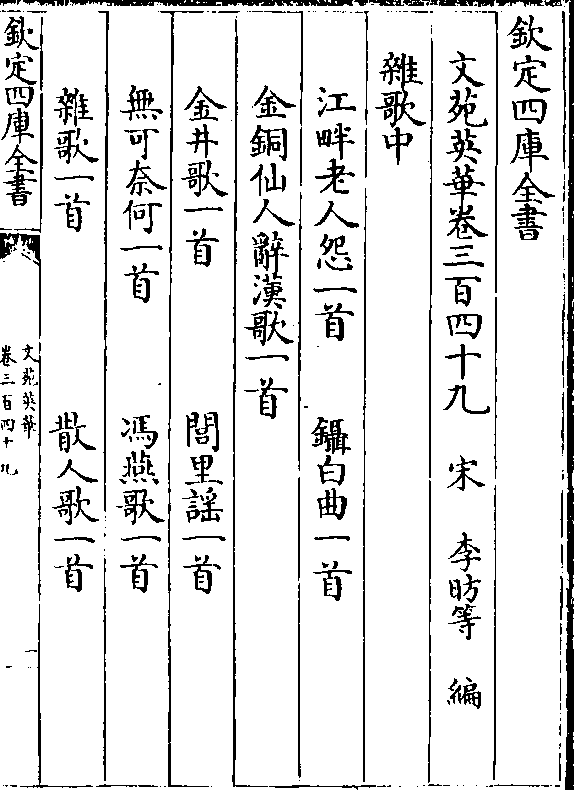 欽定四庫全書
文苑英華卷三百四十九 宋 李昉等 編
雜歌中
江畔老人怨一首 鑷白曲一首
金銅仙人辭漢歌一首
金井歌一首 閭里謡一首
無可奈何一首 馮燕歌一首
雜歌一首 散人歌一首
欽定四庫全書
文苑英華
卷三百四十九
一